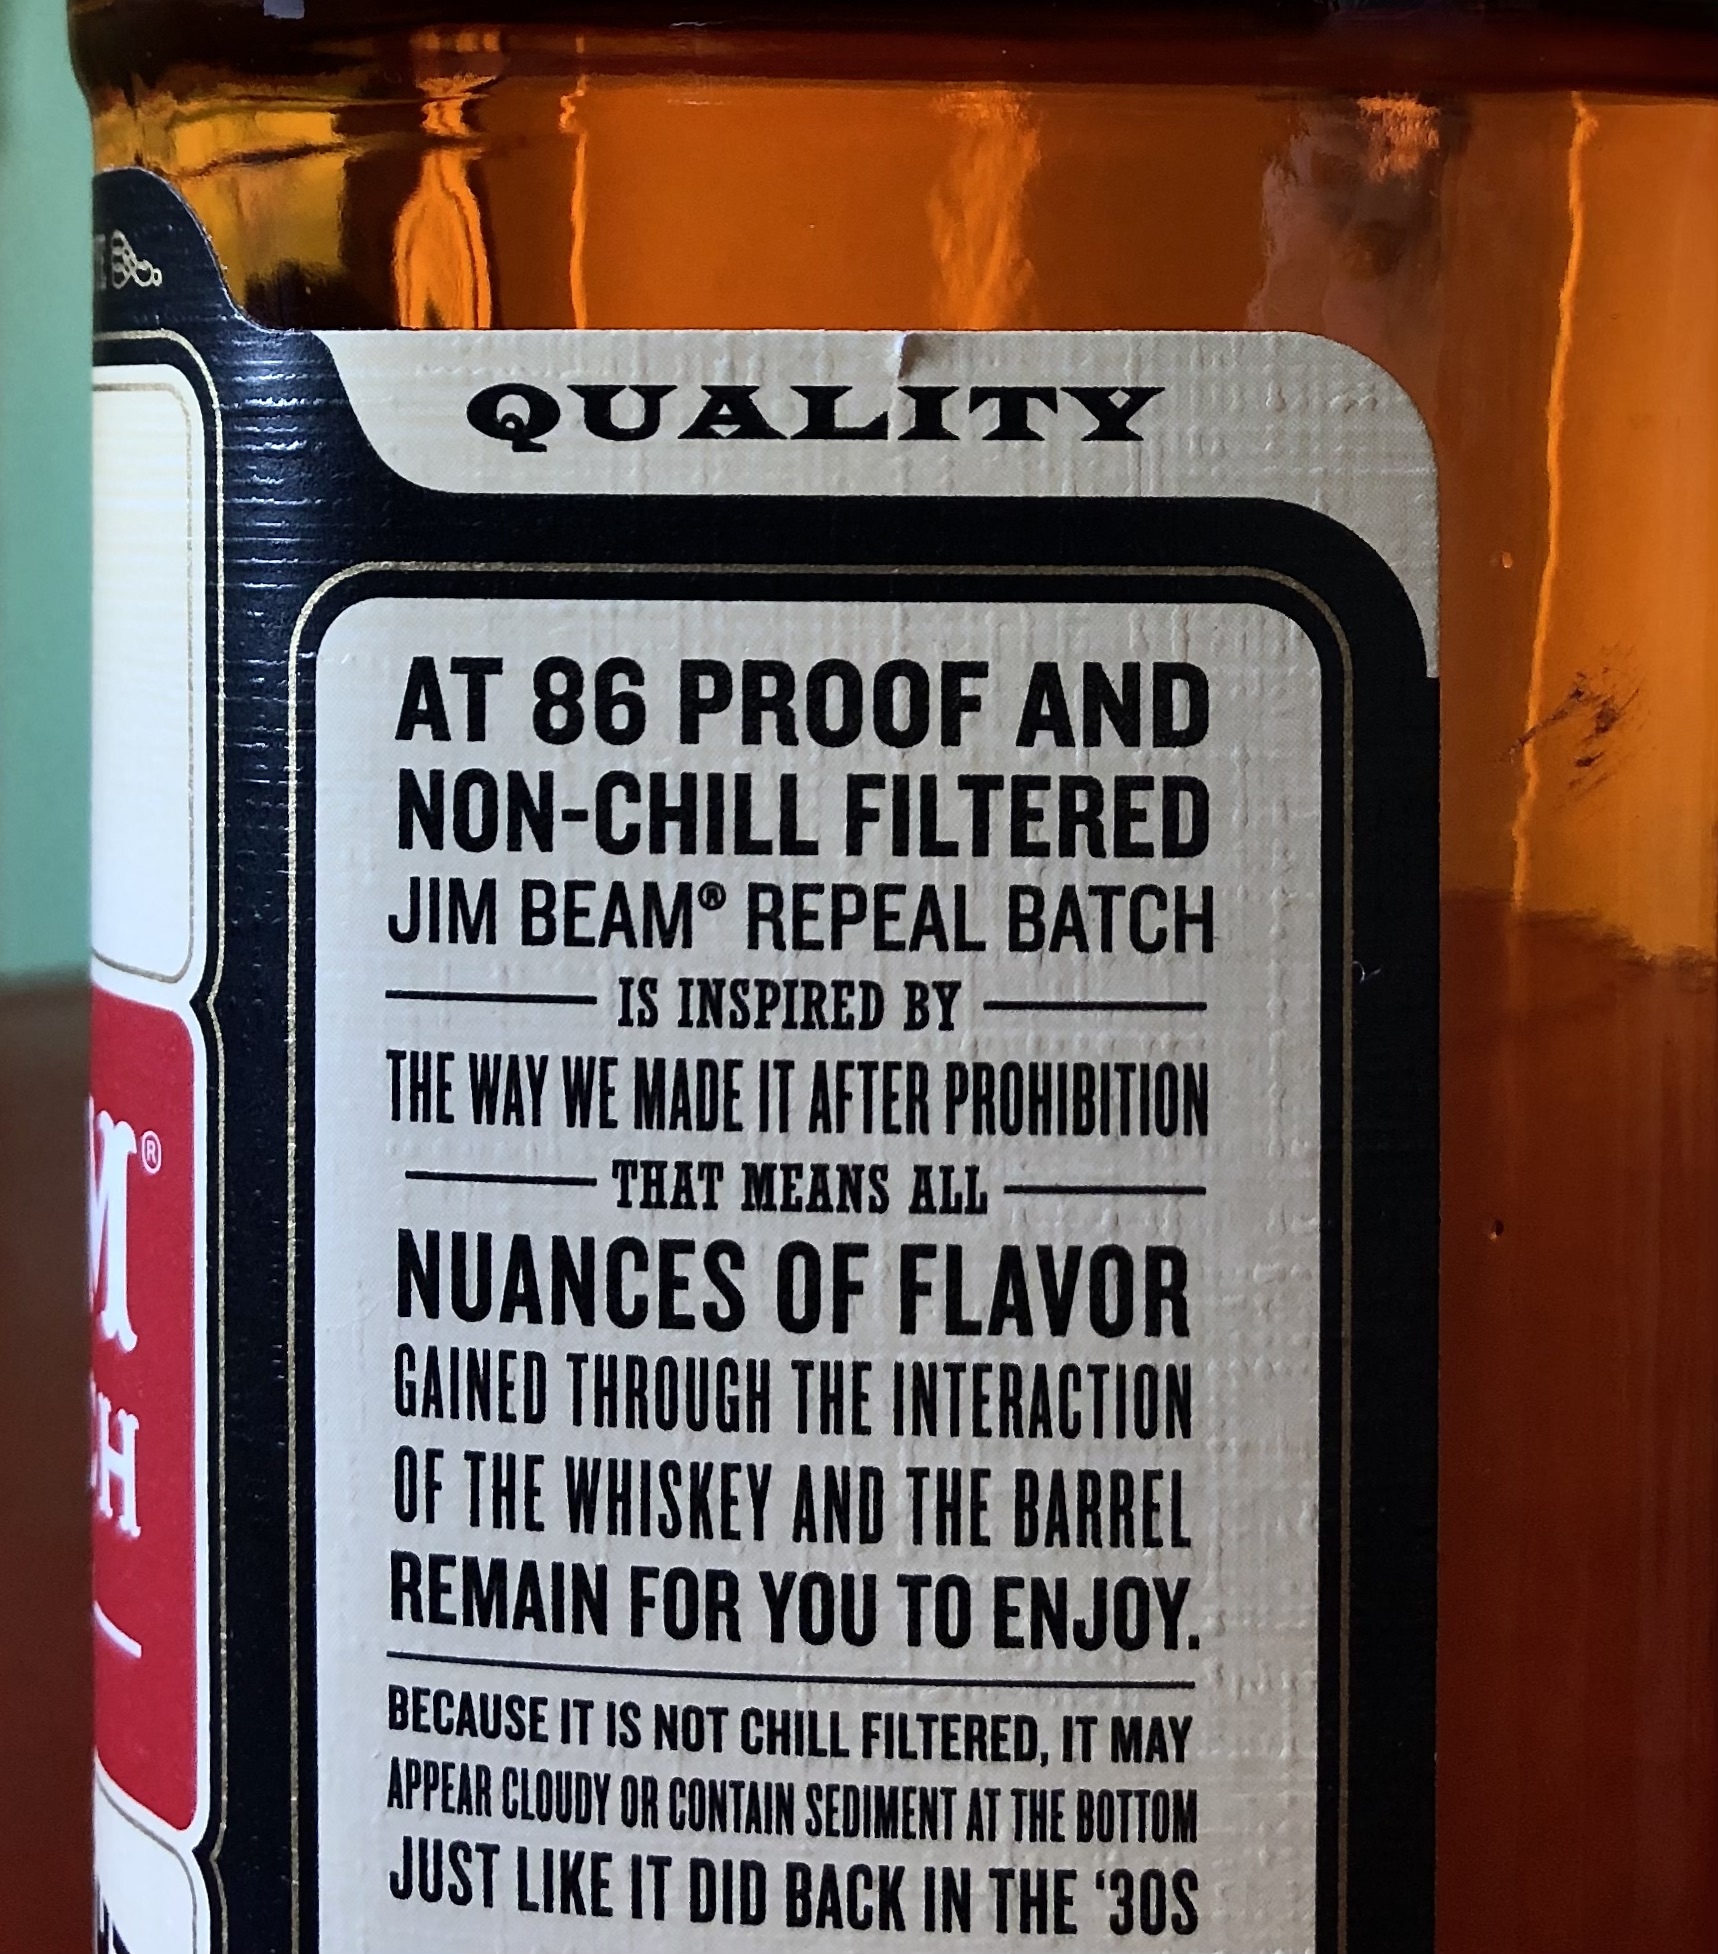 QUALITY
AT 86 PROOF AND
NON-CHILL FILTERED
JIM BEAM® REPEAL BATCH
IS INSPIRED BY
THE WAY WE MADE IT AFTER PROHIBITION
THAT MEANS ALL
NUANCES OF FLAVOR
GAINED THROUGH THE INTERACTION
OF THE WHISKEY AND THE BARREL
REMAIN FOR YOU TO ENJOY.
BECAUSE IT IS NOT CHILL FILTERED, IT MAY
APPEAR CLOUDY OR CONTAIN SEDIMENT AT THE BOTTOM
JUST LIKE IT DID BACK IN THE ‘30S